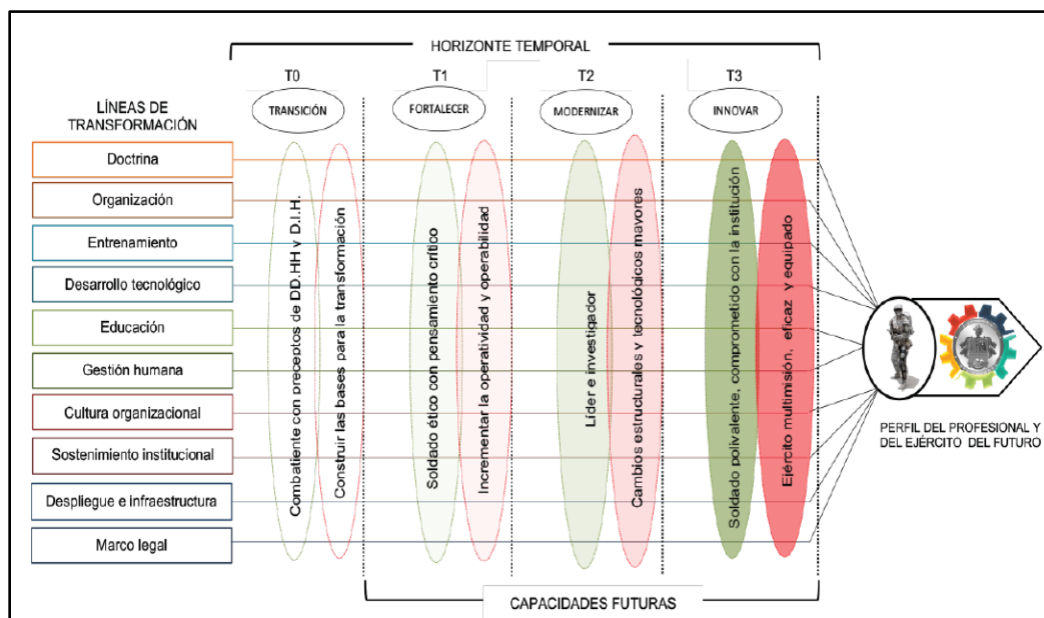 HORIZONTE TEMPORAL
T0
T1
T2
T3
LÍNEAS DE
TRANSFORMACIÓN
TRANSICIÓN
FORTALECER
MODERNIZAR
INNOVAR
Doctrina
Organización
Entrenamiento
Desarrollo tecnológico
Educación
Gestión humana
Cultura organizacional
Sostenimiento institucional
Despliegue e infraestructura
Marco legal
Combatiente con preceptos de DD.HH y D.I.H.
Construir las bases para la transformación
Soldado ético con pensamiento crítico
Incrementar la operatividad y operabilidad
Líder e investigador
Cambios estructurales y tecnológicos mayores
Soldado polivalente, comprometido con la institución
Ejército multimisión, eficaz y equipado
PERFIL DEL PROFESIONAL Y
DEL EJÉRCITO DEL FUTURO
CAPACIDADES FUTURAS